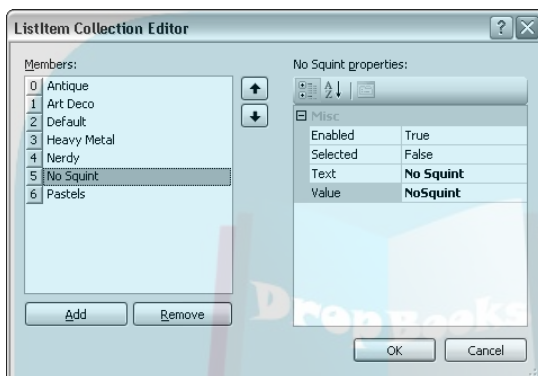 ListItem Collection Editor
Members:
0 Antique
1 Art Deco
2 Default
3 Heavy Metal
4 Nerdy
5 No Squint
6 Pastels
Add Remove
No Squint properties:
Misc
Enabled True
Selected False
Text No Squint
Value NoSquint
DropBooks
OK Cancel